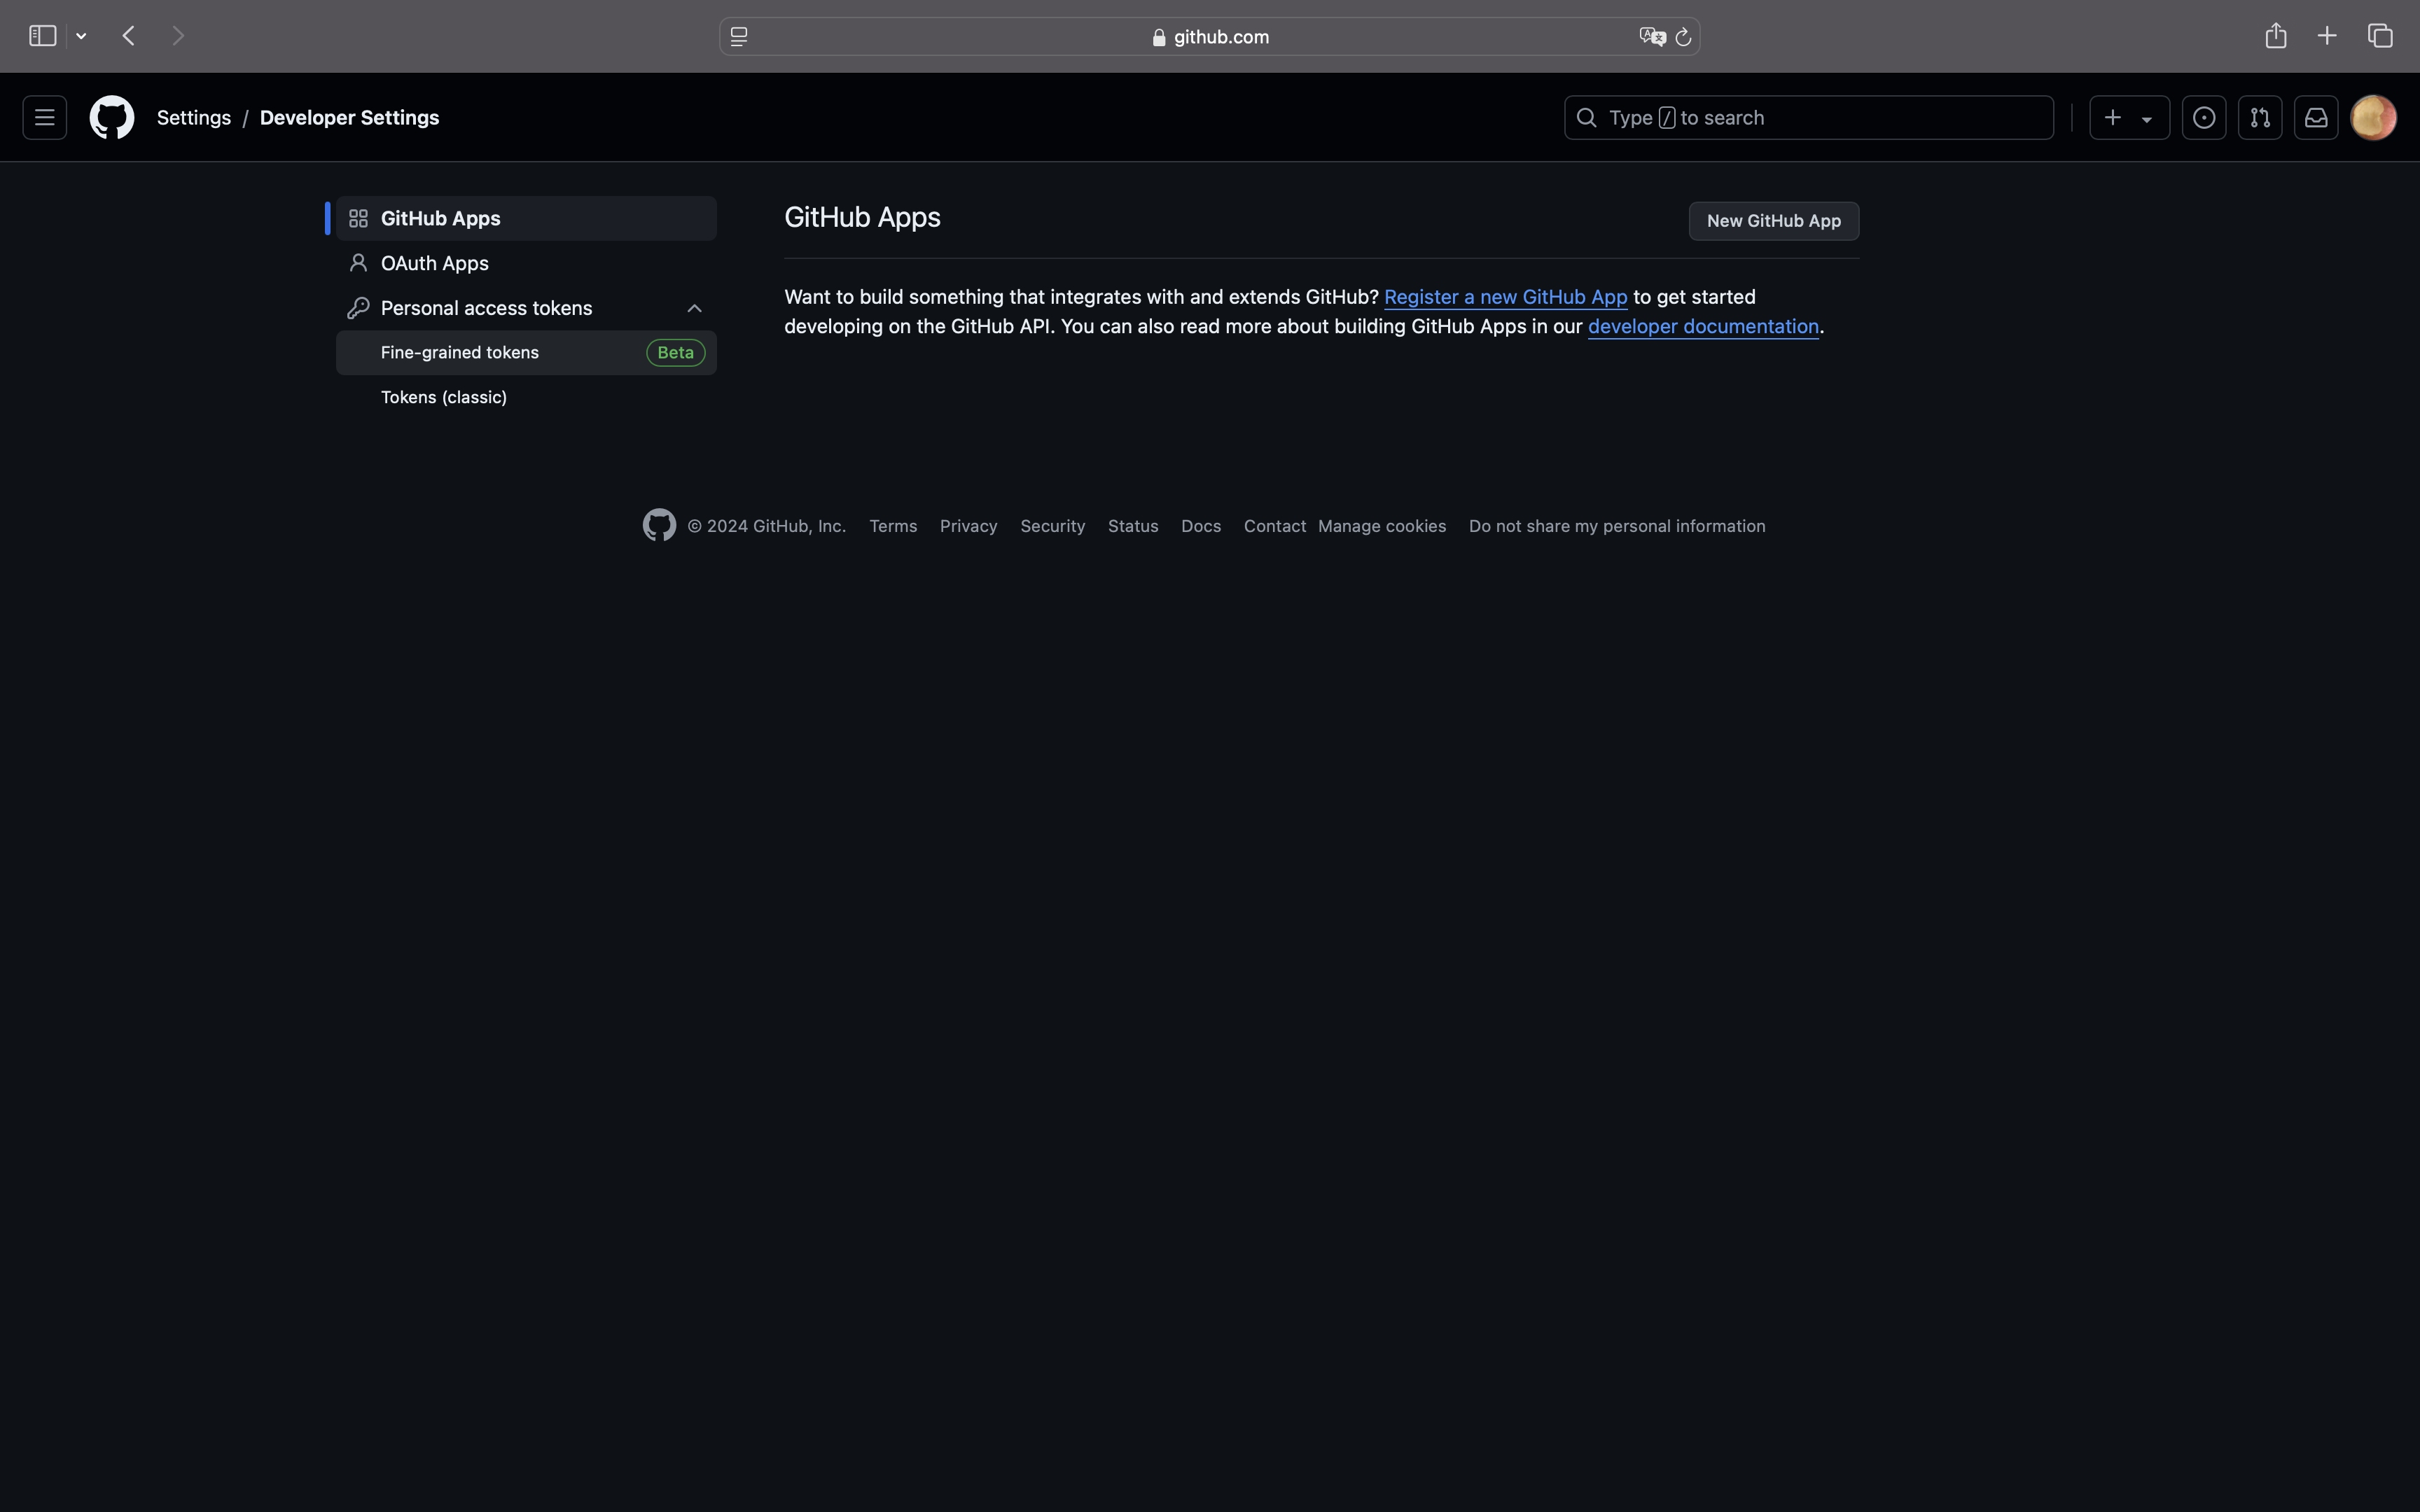 github.com
Settings / Developer Settings
Type / to search
GitHub Apps
OAuth Apps
Personal access tokens
Fine-grained tokens Beta
Tokens (classic)
GitHub Apps
New GitHub App
Want to build something that integrates with and extends GitHub? Register a new GitHub App to get started
developing on the GitHub API. You can also read more about building GitHub Apps in our developer documentation.
© 2024 GitHub, Inc. Terms Privacy Security Status Docs Contact Manage cookies Do not share my personal information